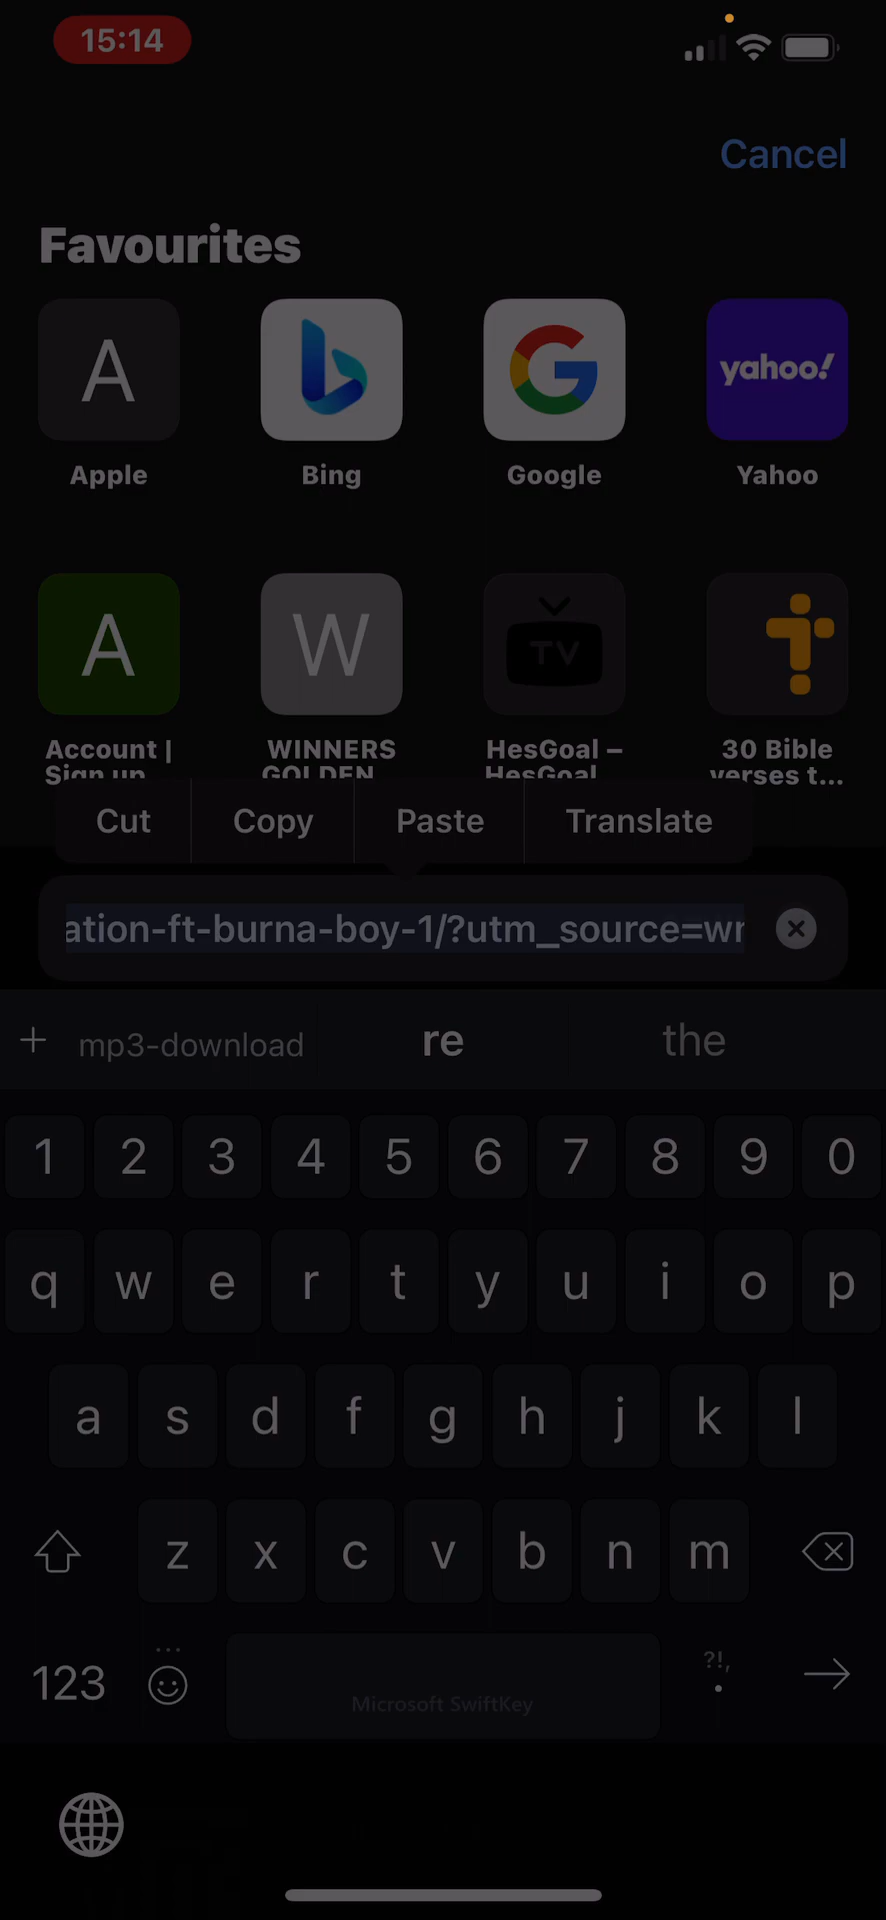 15:14
Cancel
Favourites
A
G
yahoo!
Apple
Bing
Google
Yahoo
A
W
TV
Account |
Sign up
WINNERS
GOLDEN
HesGoal –
HesGoal
30 Bible
verses t...
Cut
Copy
Paste
Translate
ation-ft-burna-boy-1/?utm_source=wr
+
mp3-download
re
the
1 2 3 4 5 6 7 8 9 0
q w e r t y u i o p
a s d f g h j k l
z x c v b n m
123
?!,
.
Microsoft SwiftKey